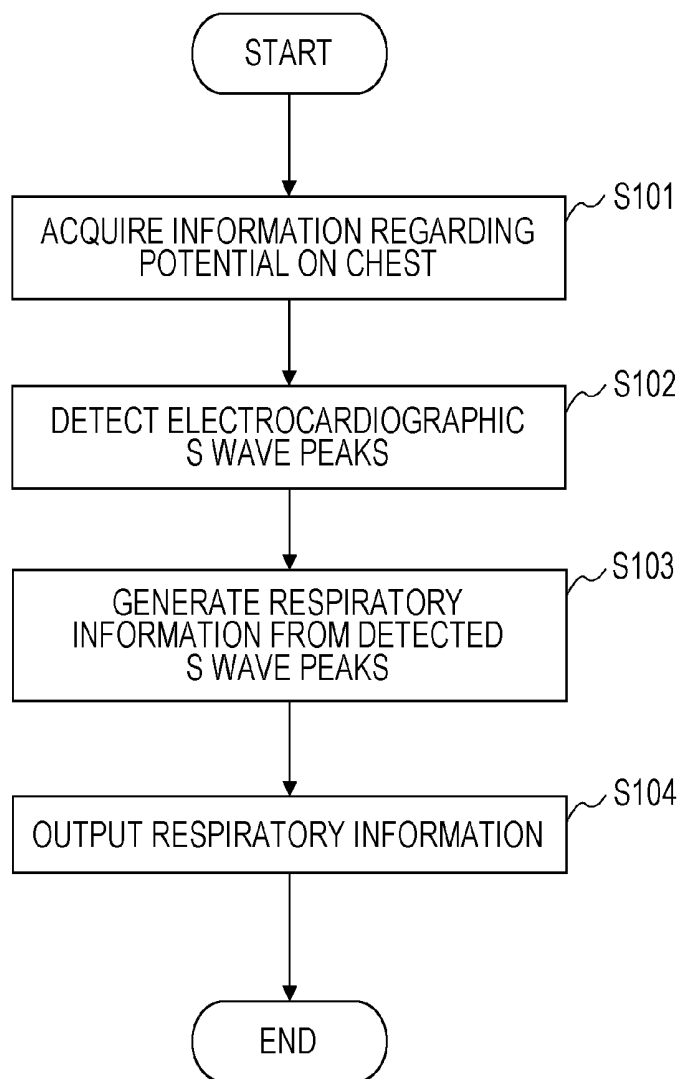 START
S101
ACQUIRE INFORMATION REGARDING
POTENTIAL ON CHEST
S102
DETECT ELECTROCARDIOGRAPHIC
S WAVE PEAKS
S103
GENERATE RESPIRATORY
INFORMATION FROM DETECTED
S WAVE PEAKS
S104
OUTPUT RESPIRATORY INFORMATION
END